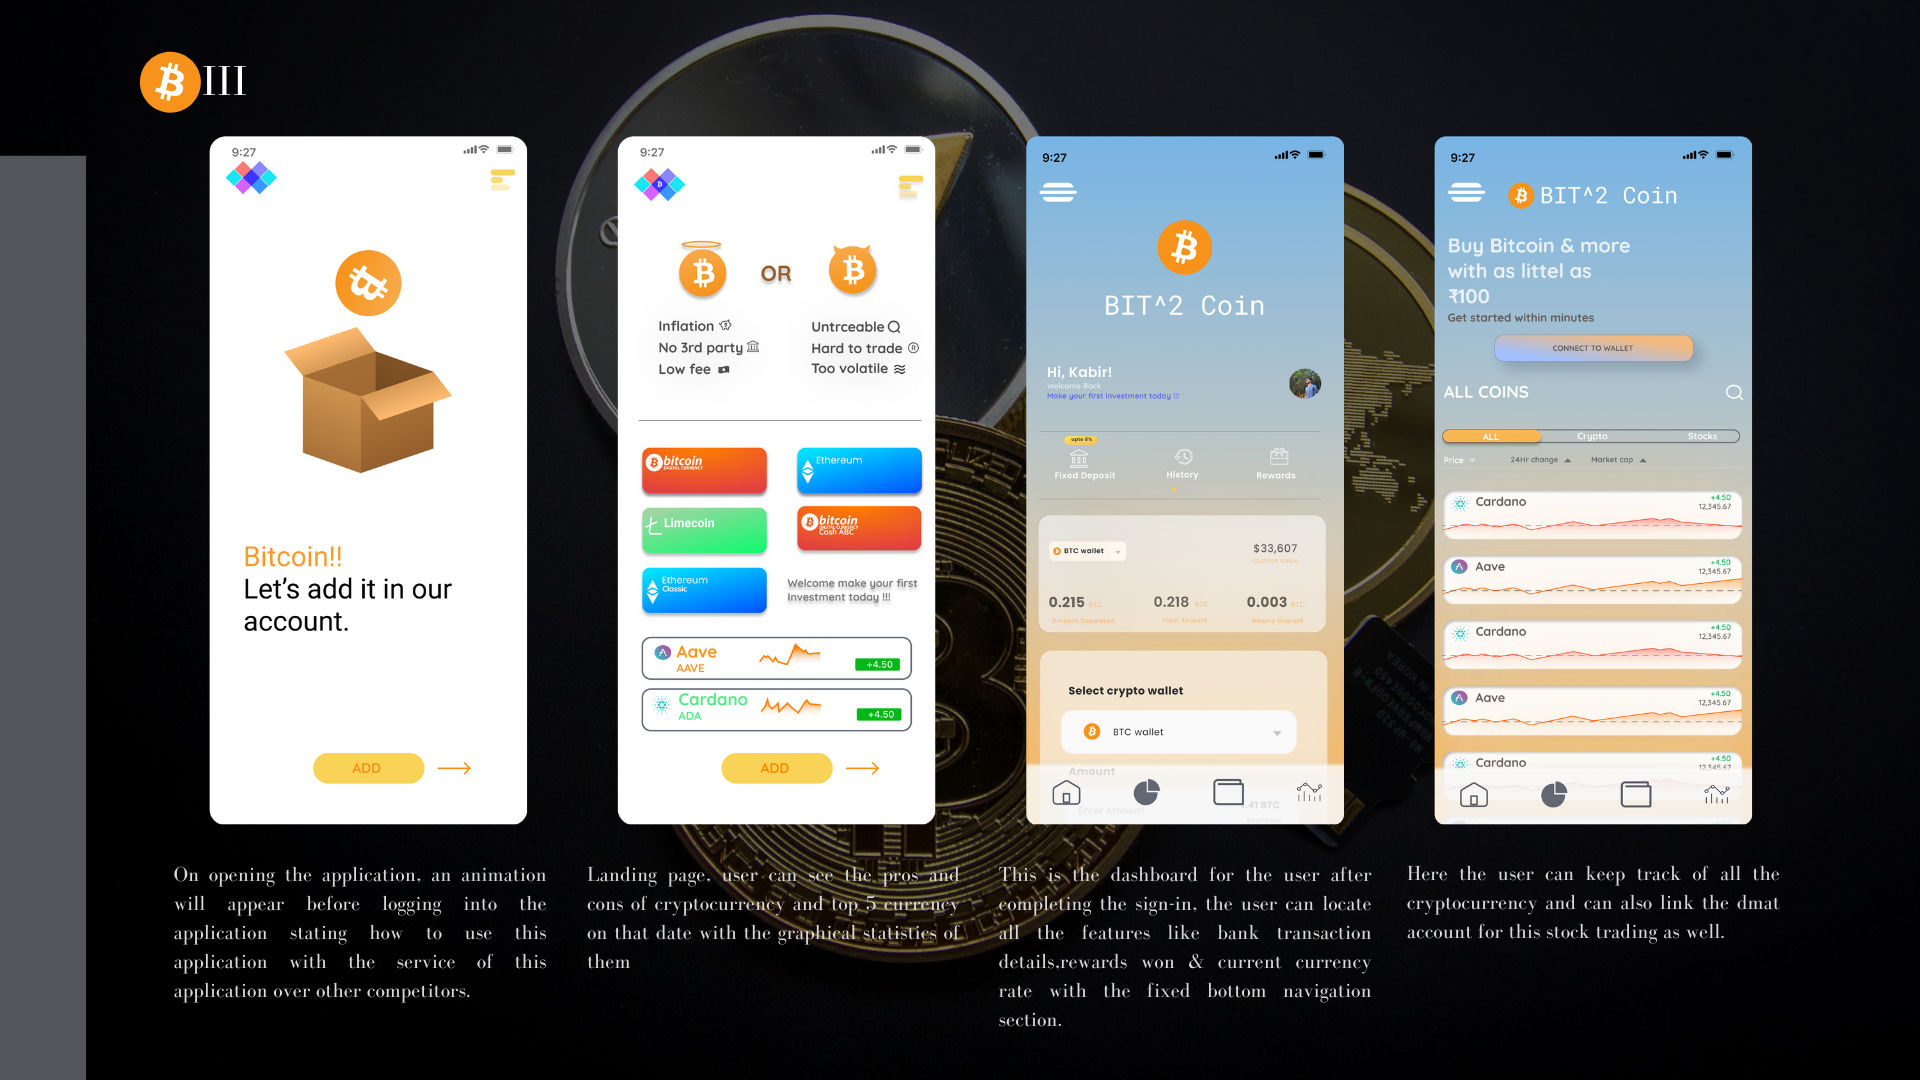 III
9:27
Bitcoin!!
Let's add it in our
account.
ADD
9:27
OR
Inflation
No 3rd party
Low fee
Untrceable
Hard to trade
Too volatile
bitcoin
DIGITAL CURRENCY
Ethereum
Limecoin
bitcoin
DIGITAL CURRENCY
Cash ABC
Ethereum
Classic
Welcome make your first
Investment today !!!
Aave
AAVE
+4.50
Cardano
ADA
+4.50
ADD
9:27
BIT^2 Coin
Hi, Kabir!
Welcome Back
Make your first Investment today !!!
upto 8%
Fixed Deposit
History
Rewards
BTC wallet
$33,607
Current value
0.215 BTC
0.218 BTC
0.003 BTC
Amount Deposited
Total Amount
Weekly Interest
Select crypto wallet
BTC wallet
Amount
Enter Amount
.41 BTC
9:27
BIT^2 Coin
Buy Bitcoin & more
with as littel as
₹100
Get started within minutes
CONNECT TO WALLET
ALL COINS
ALL
Crypto
Stocks
Price
24Hr change
Market cap
Cardano
+4.50
12,345.67
Aave
+4.50
12,345.67
Cardano
+4.50
12,345.67
Aave
+4.50
12,345.67
Cardano
+4.50
12,345.67
On opening the application, an animation
will appear before logging into the
application stating how to use this
application with the service of this
application over other competitors.
Landing page, user can see the pros and
cons of cryptocurrency and top 5 currency
on that date with the graphical statistics of
them
This is the dashboard for the user after
completing the sign-in, the user can locate
all the features like bank transaction
details,rewards won & current currency
rate with the fixed bottom navigation
section.
Here the user can keep track of all the
cryptocurrency and can also link the dmat
account for this stock trading as well.